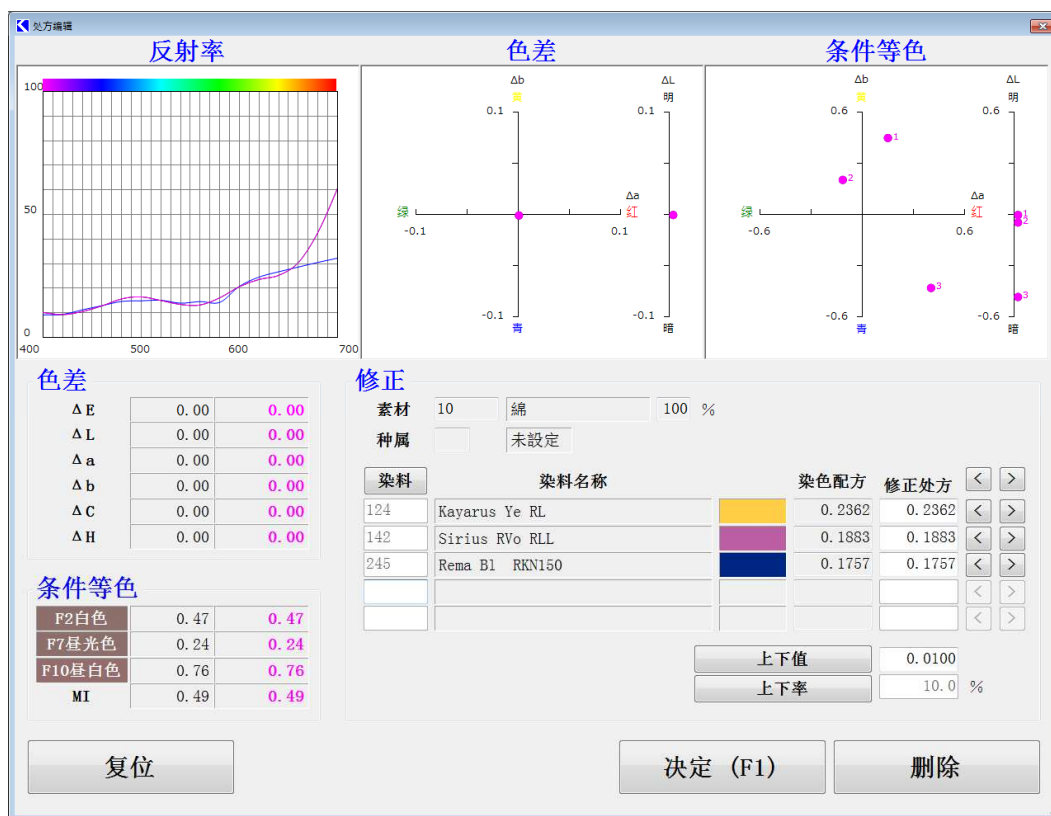 处方编辑
反射率
色差
条件等色
100
50
0
400 500 600 700
Δb
黄
0.1
ΔL
明
0.1
Δa
绿
红
-0.1
0.1
-0.1
青
-0.1
暗
Δb
黄
0.6
ΔL
明
0.6
1
2
Δa
绿
红
-0.6
0.6
1
2
3
3
-0.6
青
-0.6
暗
色差
ΔE 0.00 0.00
ΔL 0.00 0.00
Δa 0.00 0.00
Δb 0.00 0.00
ΔC 0.00 0.00
ΔH 0.00 0.00
条件等色
F2白色 0.47 0.47
F7昼光色 0.24 0.24
F10昼白色 0.76 0.76
MI 0.49 0.49
修正
素材 10 綿 100 %
种属 未設定
染料 染料名称 染色配方 修正处方 < >
124 Kayarus Ye RL 0.2362 0.2362 < >
142 Sirius RVo RLL 0.1883 0.1883 < >
245 Rema Bl RKN150 0.1757 0.1757 < >
< >
< >
上下值 0.0100
上下率 10.0 %
复位
决定 (F1)
删除